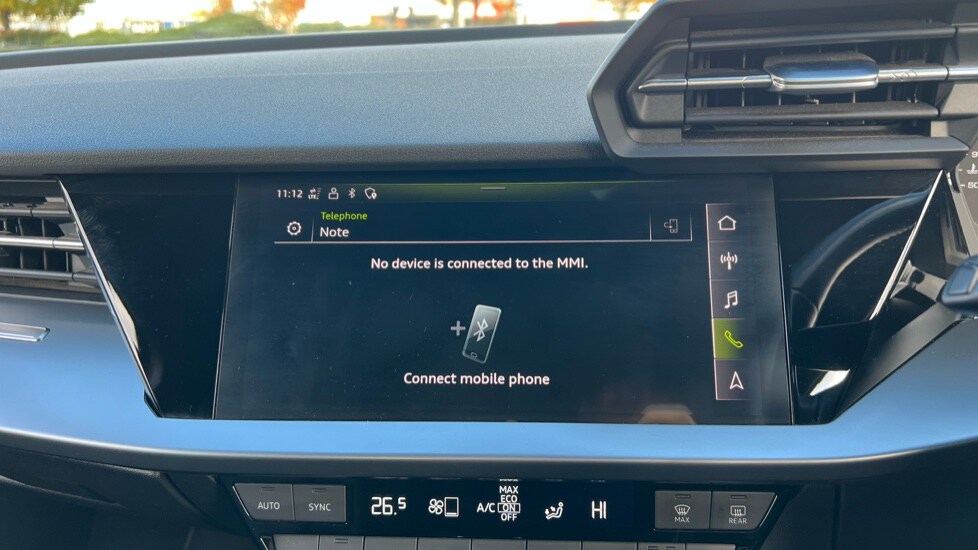 11:12 LTE
Telephone
Note
No device is connected to the MMI.
Connect mobile phone
AUTO
SYNC
26.5
A/C
MAX
ECO
ON
OFF
HI
MAX
REAR